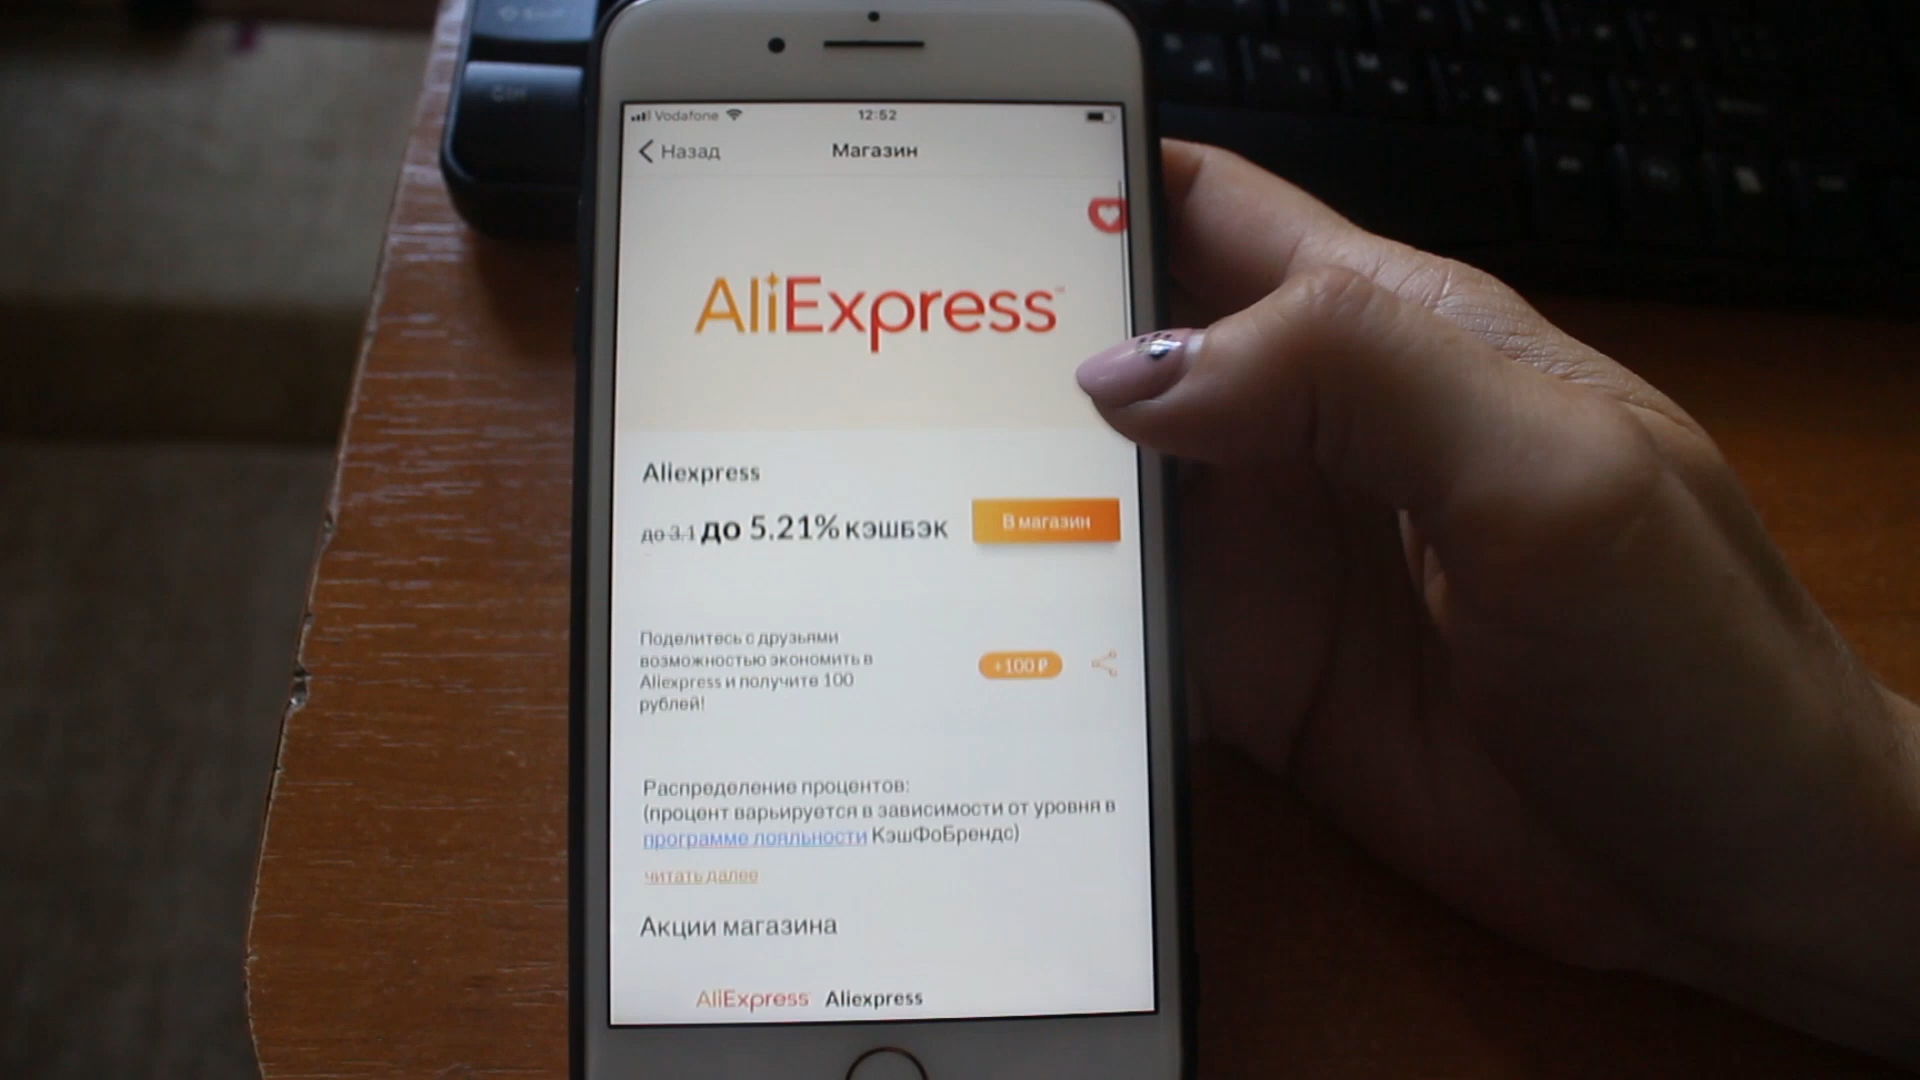 Vodafone 12:52
Назад Магазин
AliExpress
Aliexpress
до 3.1 до 5.21% кэшбэк В магазин
Поделитесь с друзьями
возможностью экономить в
Aliexpress и получите 100
рублей!
+100 ₽
Распределение процентов:
(процент варьируется в зависимости от уровня в
программе лояльности КэшФоБрендс)
читать далее
Акции магазина
AliExpress Aliexpress